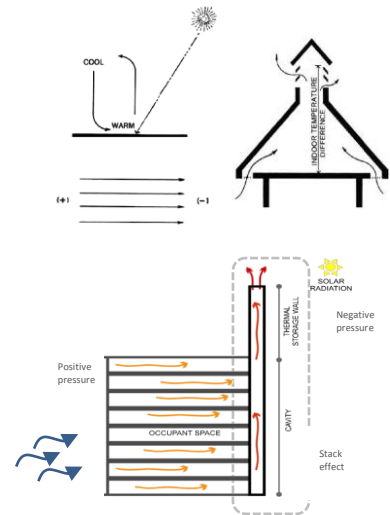 COOL
WARM
(+)
(-)
INDOOR TEMPERATURE
DIFFERENCE
SOLAR
RADIATION
THERMAL
STORAGE WALL
Negative
pressure
Positive
pressure
CAVITY
OCCUPANT SPACE
Stack
effect